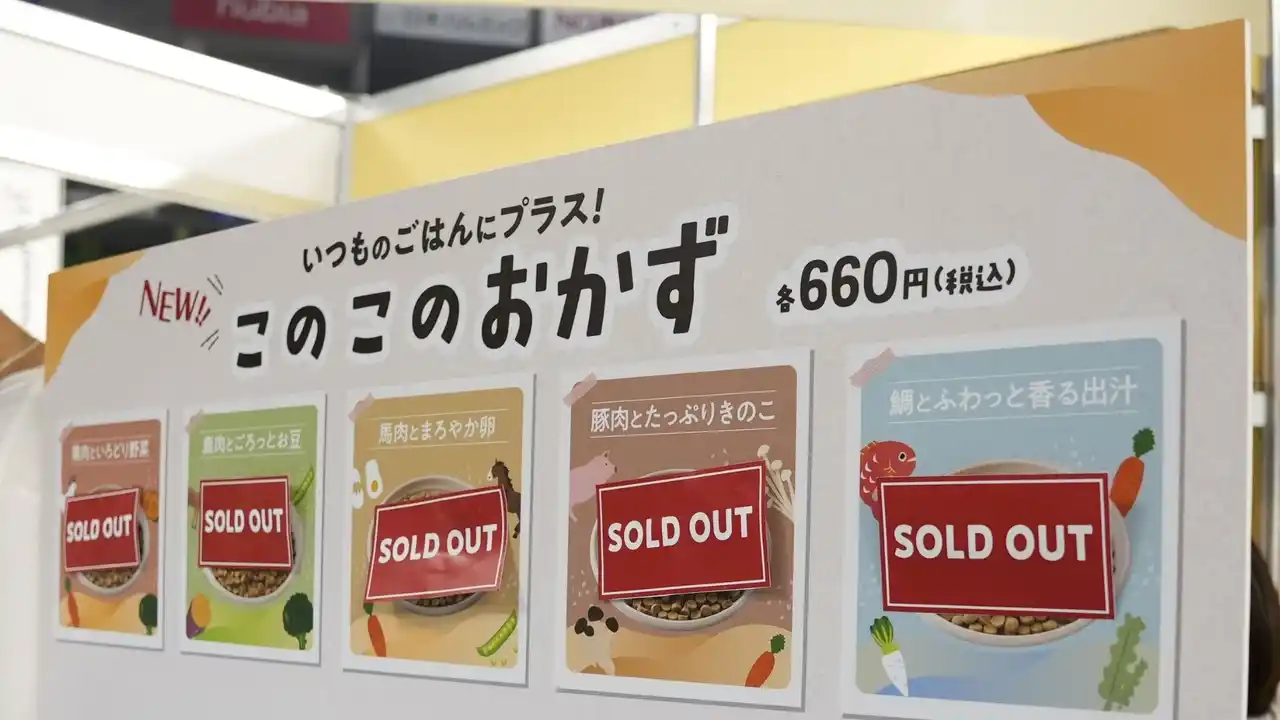 いつものごはんにプラス!
NEW!!
このこのおかず
各660円(税込)
鶏肉といろどり野菜
鹿肉とごろっとお豆
馬肉とまろやか卵
豚肉とたっぷりきのこ
鯛とふわっと香る出汁
SOLD OUT
SOLD OUT
SOLD OUT
SOLD OUT
SOLD OUT